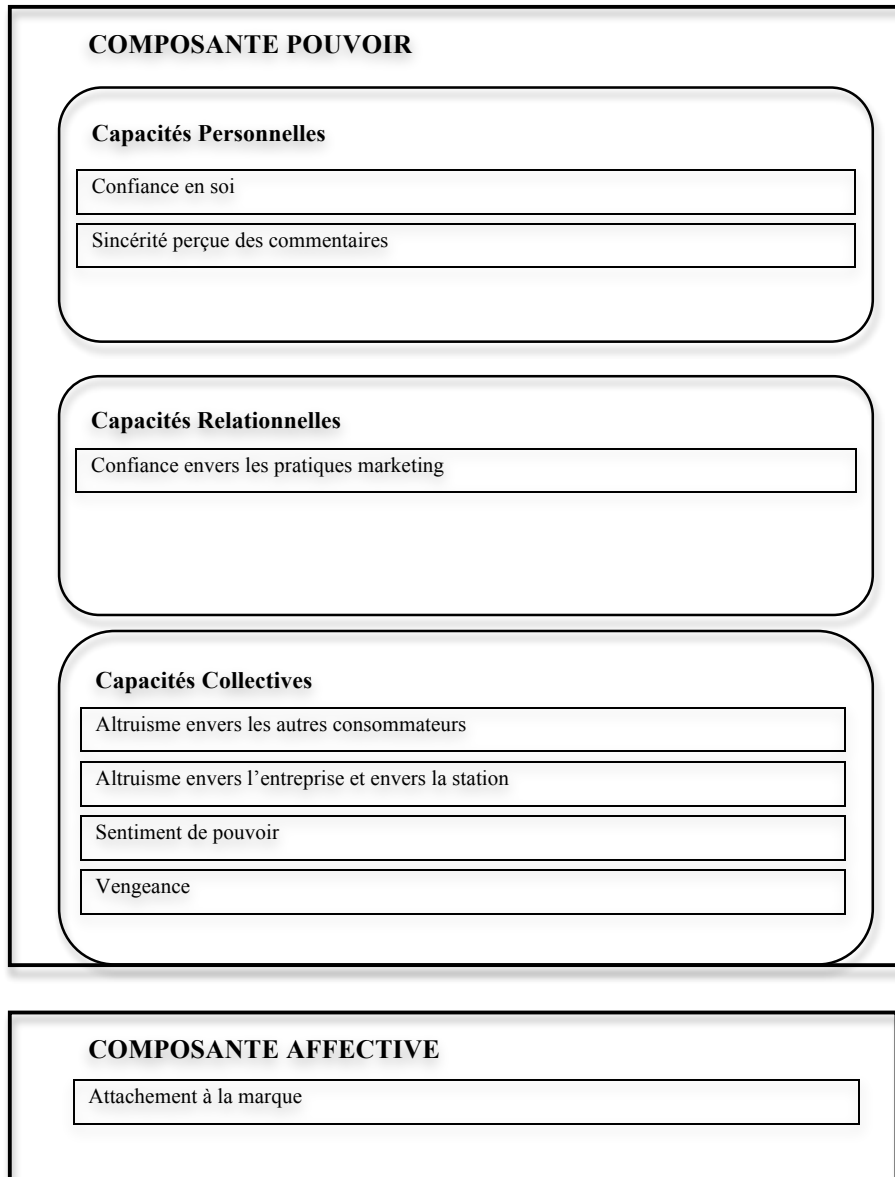 COMPOSANTE POUVOIR
Capacités Personnelles
Confiance en soi
Sincérité perçue des commentaires
Capacités Relationnelles
Confiance envers les pratiques marketing
Capacités Collectives
Altruisme envers les autres consommateurs
Altruisme envers l’entreprise et envers la station
Sentiment de pouvoir
Vengeance
COMPOSANTE AFFECTIVE
Attachement à la marque